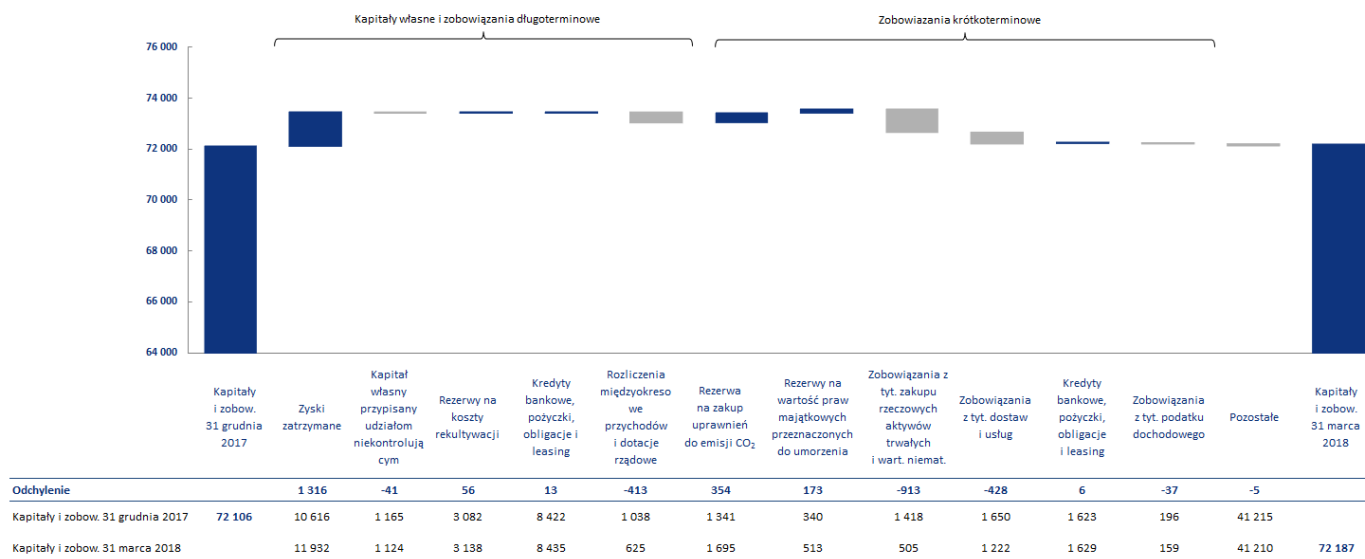 Kapitały własne i zobowiązania długoterminowe
Zobowiazania krótkoterminowe
76 000
74 000
72 000
70 000
68 000
66 000
64 000
Kapitały
i zobow.
31 grudnia
2017
Zyski
zatrzymane
Kapitał
własny
przypisany
udziałom
niekontrolują
cym
Rezerwy na
koszty
rekultywacji
Kredyty
bankowe,
pożyczki,
obligacje i
leasing
Rozliczenia
międzyokreso
we
przychodów
i dotacje
rządowe
Rezerwa
na zakup
uprawnień
do emisji CO₂
Rezerwy na
wartość praw
majątkowych
przeznaczonych
do umorzenia
Zobowiązania z
tyt. zakupu
rzeczowych
aktywów
trwałych
i wart. niemat.
Zobowiązania
z tyt. dostaw
i usług
Kredyty
bankowe,
pożyczki,
obligacje
i leasing
Zobowiązania
z tyt. podatku
dochodowego
Pozostałe
Kapitały
i zobow.
31 marca
2018
Odchylenie 1 316 -41 56 13 -413 354 173 -913 -428 6 -37 -5
Kapitały i zobow. 31 grudnia 2017 72 106 10 616 1 165 3 082 8 422 1 038 1 341 340 1 418 1 650 1 623 196 41 215
Kapitały i zobow. 31 marca 2018 11 932 1 124 3 138 8 435 625 1 695 513 505 1 222 1 629 159 41 210 72 187